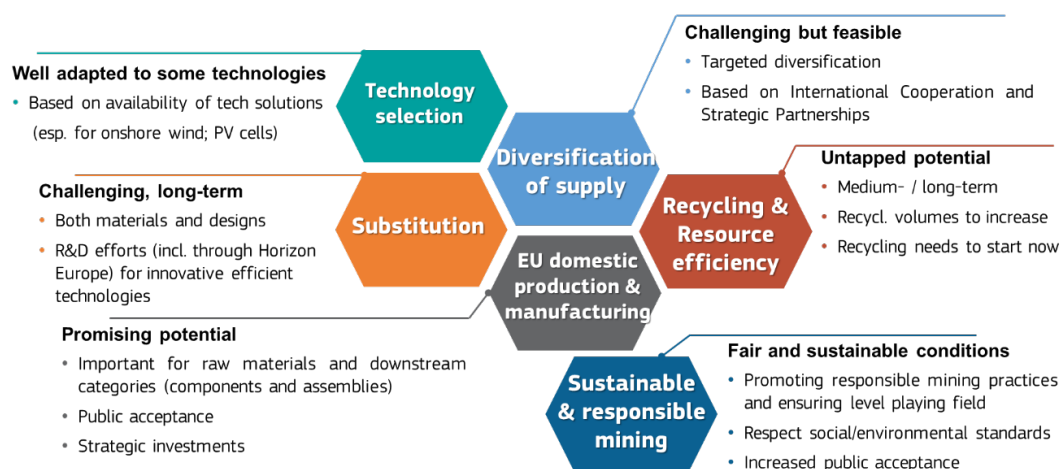 Well adapted to some technologies
• Based on availability of tech solutions
(esp. for onshore wind; PV cells)
Technology
selection
Challenging but feasible
• Targeted diversification
• Based on International Cooperation and
Strategic Partnerships
Diversification
of supply
Challenging, long-term
• Both materials and designs
• R&D efforts (incl. through Horizon
Europe) for innovative efficient
technologies
Substitution
Untapped potential
• Medium- / long-term
• Recycl. volumes to increase
• Recycling needs to start now
Recycling &
Resource
efficiency
EU domestic
production &
manufacturing
Promising potential
• Important for raw materials and downstream
categories (components and assemblies)
• Public acceptance
• Strategic investments
Sustainable
& responsible
mining
Fair and sustainable conditions
• Promoting responsible mining practices
and ensuring level playing field
• Respect social/environmental standards
• Increased public acceptance